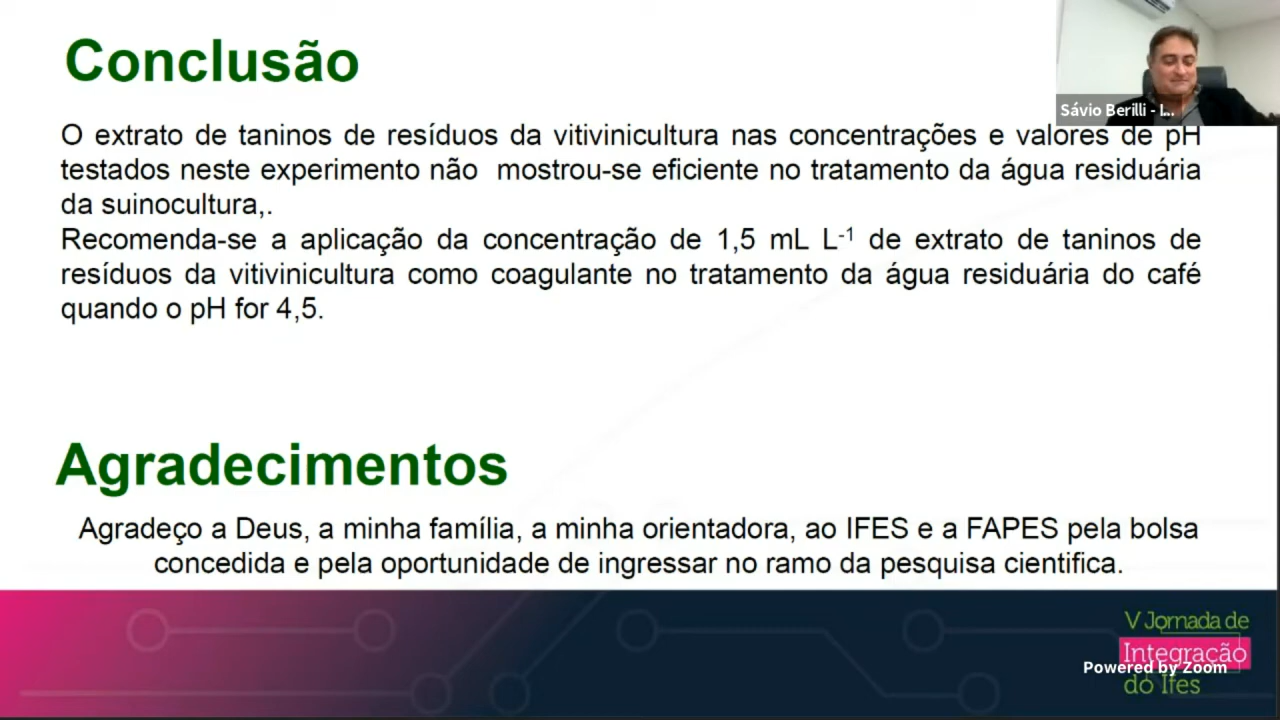 Conclusão
Sávio Berilli - I...
O extrato de taninos de resíduos da vitivinicultura nas concentrações e valores de pH
testados neste experimento não mostrou-se eficiente no tratamento da água residuária
da suinocultura,.
Recomenda-se a aplicação da concentração de 1,5 mL L⁻¹ de extrato de taninos de
resíduos da vitivinicultura como coagulante no tratamento da água residuária do café
quando o pH for 4,5.
Agradecimentos
Agradeço a Deus, a minha família, a minha orientadora, ao IFES e a FAPES pela bolsa
concedida e pela oportunidade de ingressar no ramo da pesquisa cientifica.
V Jornada de
Integração
Powered by Zoom
do Ifes